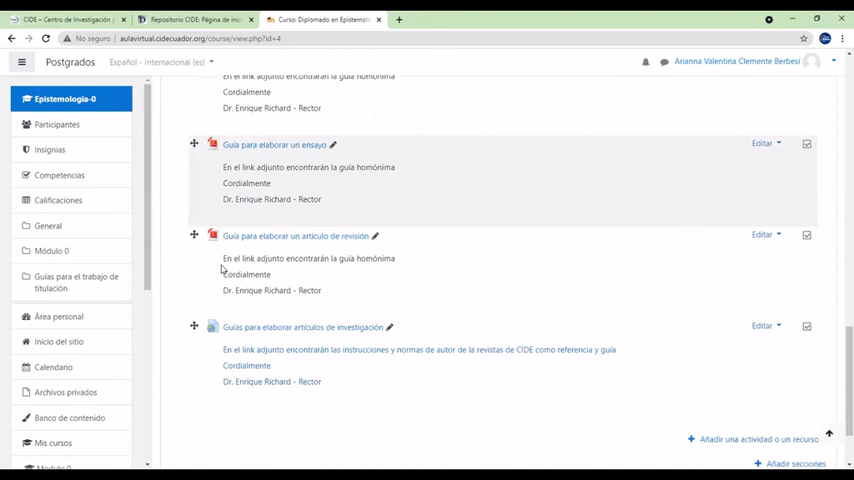 CIDE – Centro de Investigación y
Repositorio CIDE: Página de inic
Curso: Diplomado en Epistemolo
No seguro
aulavirtual.cidecuador.org/course/view.php?id=4
Postgrados
Español - Internacional (es)
Arianna Valentina Clemente Berbesí
Epistemologia-0
Participantes
Insignias
Competencias
Calificaciones
General
Módulo 0
Guías para el trabajo de
titulación
Área personal
Inicio del sitio
Calendario
Archivos privados
Banco de contenido
Mis cursos
Modulo 0
En el link adjunto encontrarán la guía homónima
Cordialmente
Dr. Enrique Richard - Rector
Guía para elaborar un ensayo
Editar
En el link adjunto encontrarán la guía homónima
Cordialmente
Dr. Enrique Richard - Rector
Guía para elaborar un artículo de revisión
Editar
En el link adjunto encontrarán la guía homónima
Cordialmente
Dr. Enrique Richard - Rector
Guías para elaborar artículos de investigación
Editar
En el link adjunto encontrarán las instrucciones y normas de autor de la revistas de CIDE como referencia y guía
Cordialmente
Dr. Enrique Richard - Rector
Añadir una actividad o un recurso
Añadir secciones